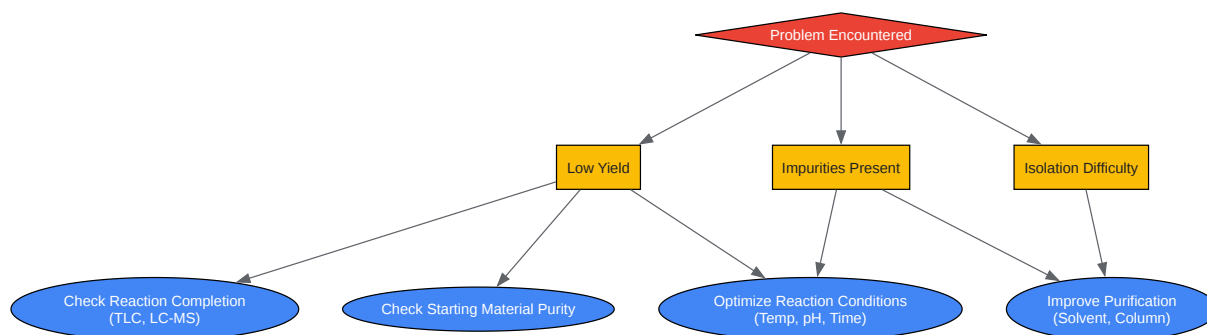 Problem Encountered
Low Yield
Impurities Present
Isolation Difficulty
Check Reaction Completion
(TLC, LC-MS)
Check Starting Material Purity
Optimize Reaction Conditions
(Temp, pH, Time)
Improve Purification
(Solvent, Column)